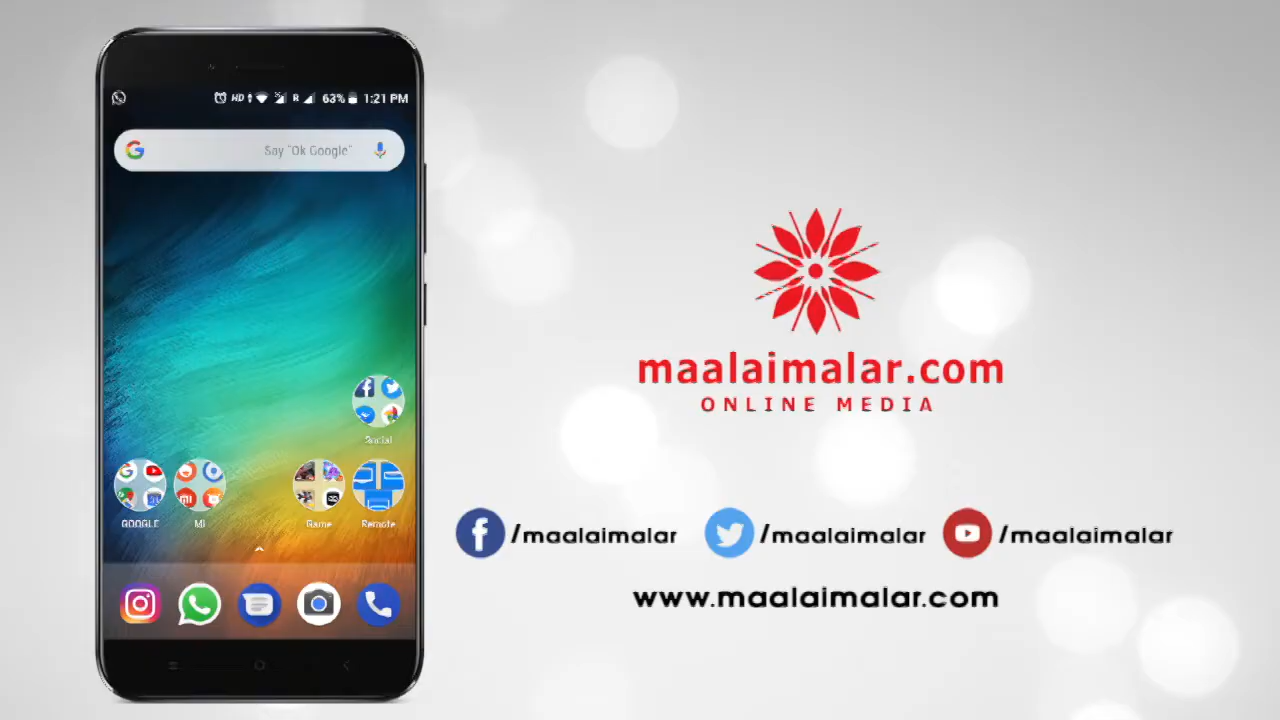 HD R 63% 1:21 PM
Say "Ok Google"
Social
GOOGLE MI Game Remote
maalaimalar.com
ONLINE MEDIA
/maalaimalar /maalaimalar /maalaimalar
www.maalaimalar.com